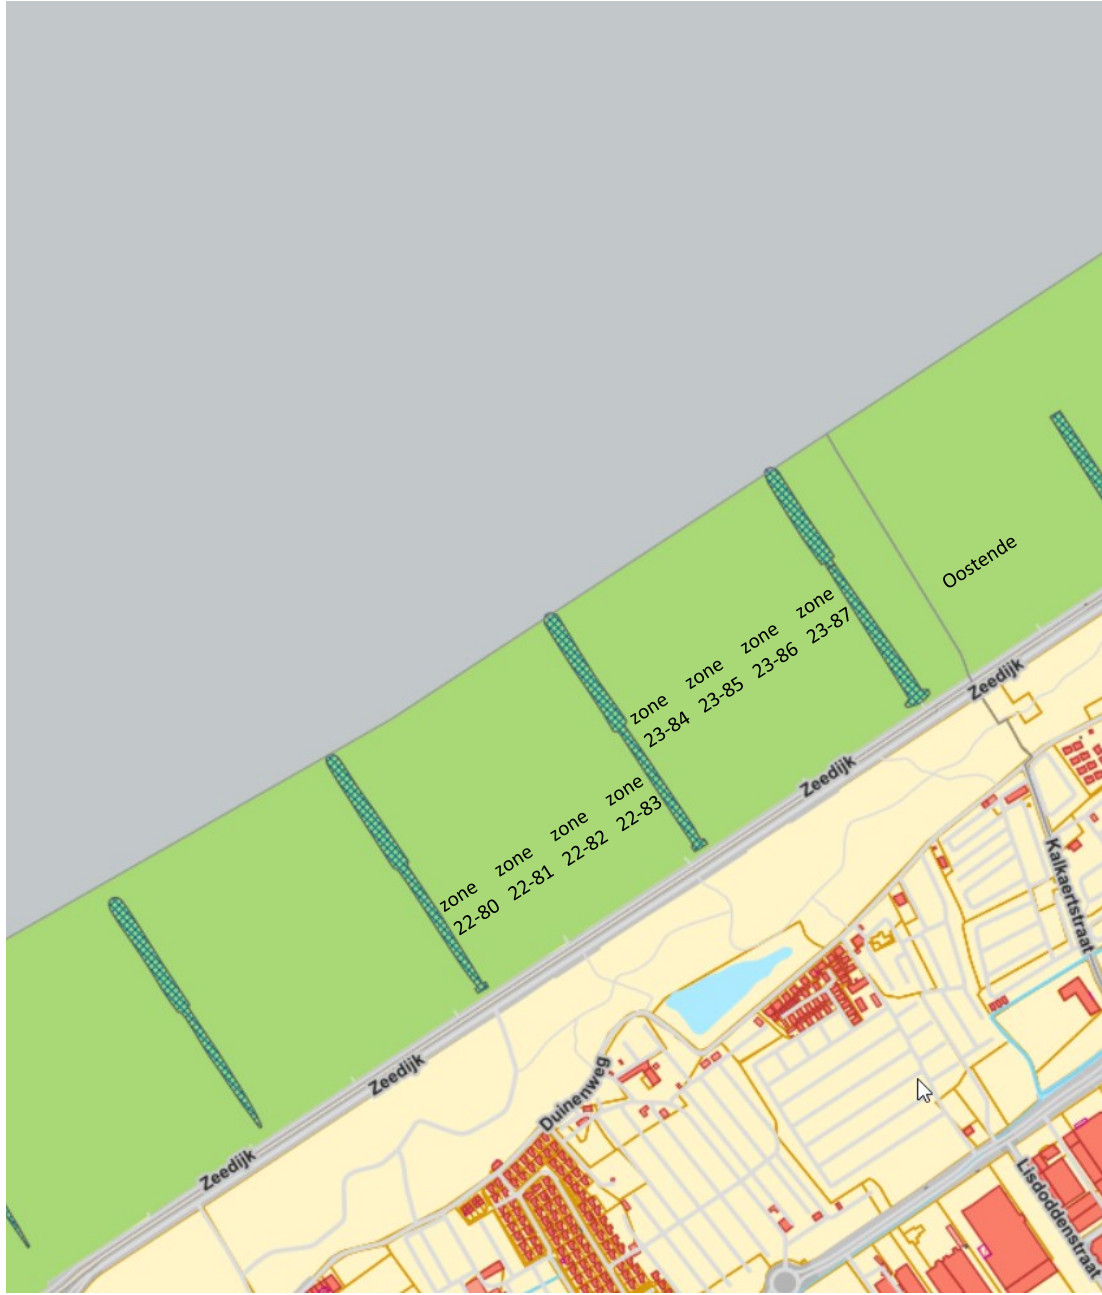 Oostende
zone zone zone zone
23-84 23-85 23-86 23-87
zone zone zone zone
22-80 22-81 22-82 22-83
Zeedijk
Zeedijk
Zeedijk
Zeedijk
Kalkaertstraat
Duinenweg
Lisdoddenstraat